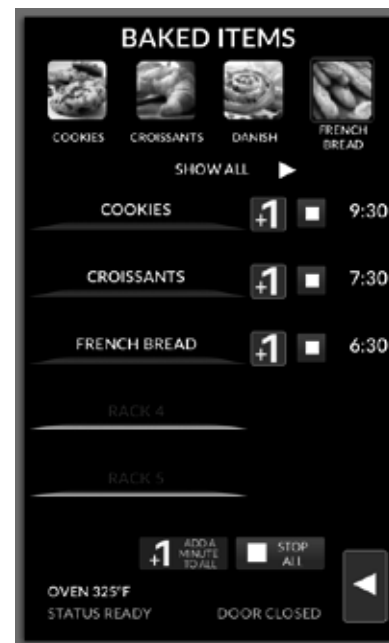 BAKED ITEMS
COOKIES CROISSANTS DANISH FRENCH BREAD
SHOW ALL
COOKIES +1 9:30
CROISSANTS +1 7:30
FRENCH BREAD +1 6:30
RACK 4
RACK 5
+1 ADD A MINUTE TO ALL STOP ALL
OVEN 325°F
STATUS READY DOOR CLOSED